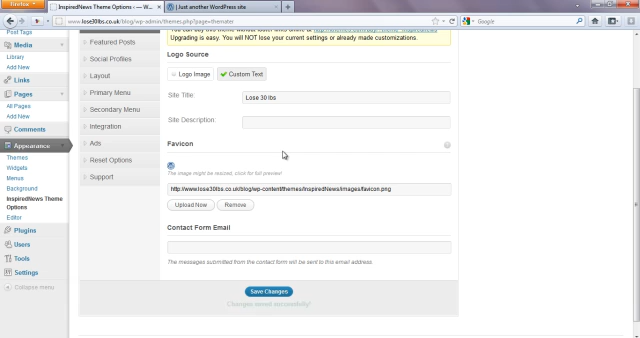 Firefox
InspiredNews Theme Options ‹ — W...
| Just another WordPress site
www.lose30lbs.co.uk/blog/wp-admin/themes.php?page=themater
Google
Post Tags
Media
Library
Add New
Links
Pages
All Pages
Add New
Comments
Appearance
Themes
Widgets
Menus
Background
InspiredNews Theme
Options
Editor
Plugins
Users
Tools
Settings
Collapse menu
Featured Posts
Social Profiles
Layout
Primary Menu
Secondary Menu
Integration
Ads
Reset Options
Support
Upgrading is easy. You will NOT lose your current settings or already made customizations.
Logo Source
Logo Image
Custom Text
Site Title:
Lose 30 lbs
Site Description:
Favicon
The image might be resized, click for full preview!
http://www.lose30lbs.co.uk/blog/wp-content/themes/InspiredNews/images/favicon.png
Upload Now
Remove
Contact Form Email
The messages submitted from the contact form will be sent to this email address.
Save Changes
Changes saved successfully!